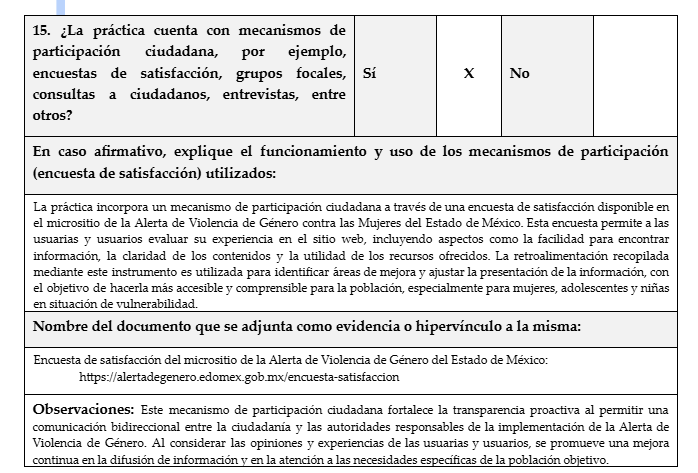 15. ¿La práctica cuenta con mecanismos de
participación ciudadana, por ejemplo,
encuestas de satisfacción, grupos focales,
consultas a ciudadanos, entrevistas, entre
otros?
Sí
X
No
En caso afirmativo, explique el funcionamiento y uso de los mecanismos de participación
(encuesta de satisfacción) utilizados:
La práctica incorpora un mecanismo de participación ciudadana a través de una encuesta de satisfacción disponible en
el micrositio de la Alerta de Violencia de Género contra las Mujeres del Estado de México. Esta encuesta permite a las
usuarias y usuarios evaluar su experiencia en el sitio web, incluyendo aspectos como la facilidad para encontrar
información, la claridad de los contenidos y la utilidad de los recursos ofrecidos. La retroalimentación recopilada
mediante este instrumento es utilizada para identificar áreas de mejora y ajustar la presentación de la información, con
el objetivo de hacerla más accesible y comprensible para la población, especialmente para mujeres, adolescentes y niñas
en situación de vulnerabilidad.
Nombre del documento que se adjunta como evidencia o hipervínculo a la misma:
Encuesta de satisfacción del micrositio de la Alerta de Violencia de Género del Estado de México:
https://alertadegenero.edomex.gob.mx/encuesta-satisfaccion
Observaciones: Este mecanismo de participación ciudadana fortalece la transparencia proactiva al permitir una
comunicación bidireccional entre la ciudadanía y las autoridades responsables de la implementación de la Alerta de
Violencia de Género. Al considerar las opiniones y experiencias de las usuarias y usuarios, se promueve una mejora
continua en la difusión de información y en la atención a las necesidades específicas de la población objetivo.